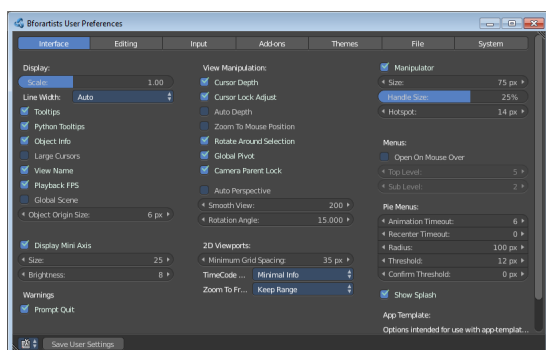 Bforartists User Preferences
Interface Editing Input Add-ons Themes File System
Display:
Scale: 1.00
Line Width: Auto
Tooltips
Python Tooltips
Object Info
Large Cursors
View Name
Playback FPS
Global Scene
Object Origin Size: 6 px
Display Mini Axis
Size: 25
Brightness: 8
Warnings
Prompt Quit
View Manipulation:
Cursor Depth
Cursor Lock Adjust
Auto Depth
Zoom To Mouse Position
Rotate Around Selection
Global Pivot
Camera Parent Lock
Auto Perspective
Smooth View: 200
Rotation Angle: 15.000
2D Viewports:
Minimum Grid Spacing: 35 px
TimeCode ... Minimal Info
Zoom To Fr... Keep Range
Manipulator
Size: 75 px
Handle Size: 25%
Hotspot: 14 px
Menus:
Open On Mouse Over
Top Level: 5
Sub Level: 2
Pie Menus:
Animation Timeout: 6
Recenter Timeout: 0
Radius: 100 px
Threshold: 12 px
Confirm Threshold: 0 px
Show Splash
App Template:
Options intended for use with app-templat...
Save User Settings